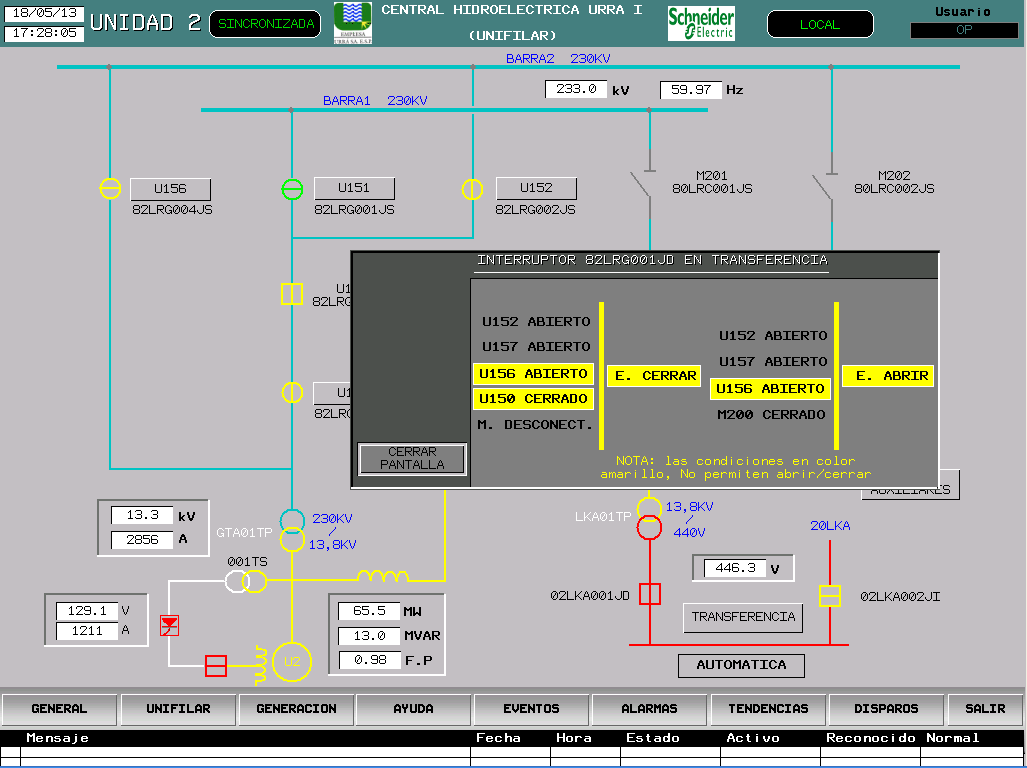 18/05/13
17:28:05
UNIDAD 2
SINCRONIZADA
EMPRESA
URRÁ S.A. E.S.P.
CENTRAL HIDROELECTRICA URRA I
(UNIFILAR)
Schneider
Electric
LOCAL
Usuario
OP
BARRA2 230KV
233.0 kV
59.97 Hz
BARRA1 230KV
U156
82LRG004JS
U151
82LRG001JS
U152
82LRG002JS
M201
80LRC001JS
M202
80LRC002JS
INTERRUPTOR 82LRG001JD EN TRANSFERENCIA
U152 ABIERTO
U157 ABIERTO
U156 ABIERTO
U150 CERRADO
M. DESCONECT.
E. CERRAR
U152 ABIERTO
U157 ABIERTO
U156 ABIERTO
M200 CERRADO
E. ABRIR
NOTA: las condiciones en color
amarillo, No permiten abrir/cerrar
CERRAR
PANTALLA
U1
82LRG
U1
82LRG
AUXILIARES
13.3 kV
2856 A
GTA01TP
230KV
/
13,8KV
001TS
129.1 V
1211 A
U2
65.5 MW
13.0 MVAR
0.98 F.P
LKA01TP
13,8KV
/
440V
20LKA
446.3 V
02LKA001JD
02LKA002JI
TRANSFERENCIA
AUTOMATICA
GENERAL
UNIFILAR
GENERACION
AYUDA
EVENTOS
ALARMAS
TENDENCIAS
DISPAROS
SALIR
Mensaje Fecha Hora Estado Activo Reconocido Normal